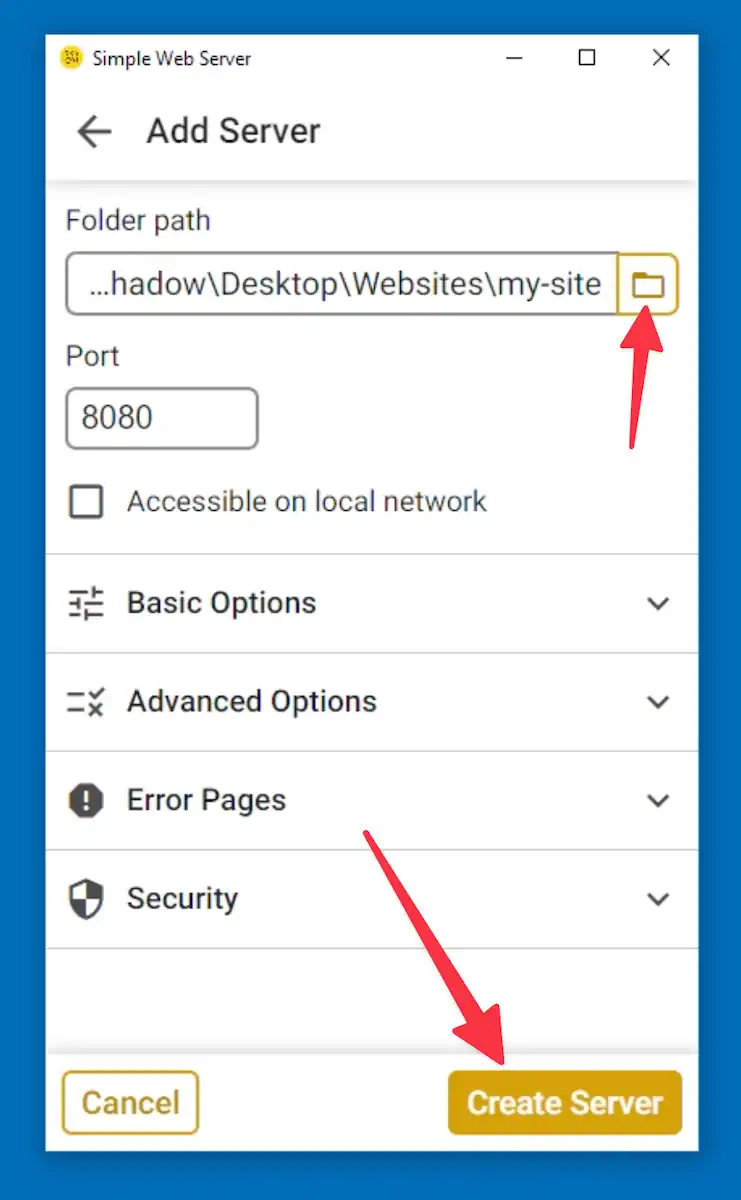 Simple Web Server
Add Server
Folder path
...hadow\Desktop\Websites\my-site
Port
8080
Accessible on local network
Basic Options
Advanced Options
Error Pages
Security
Cancel
Create Server